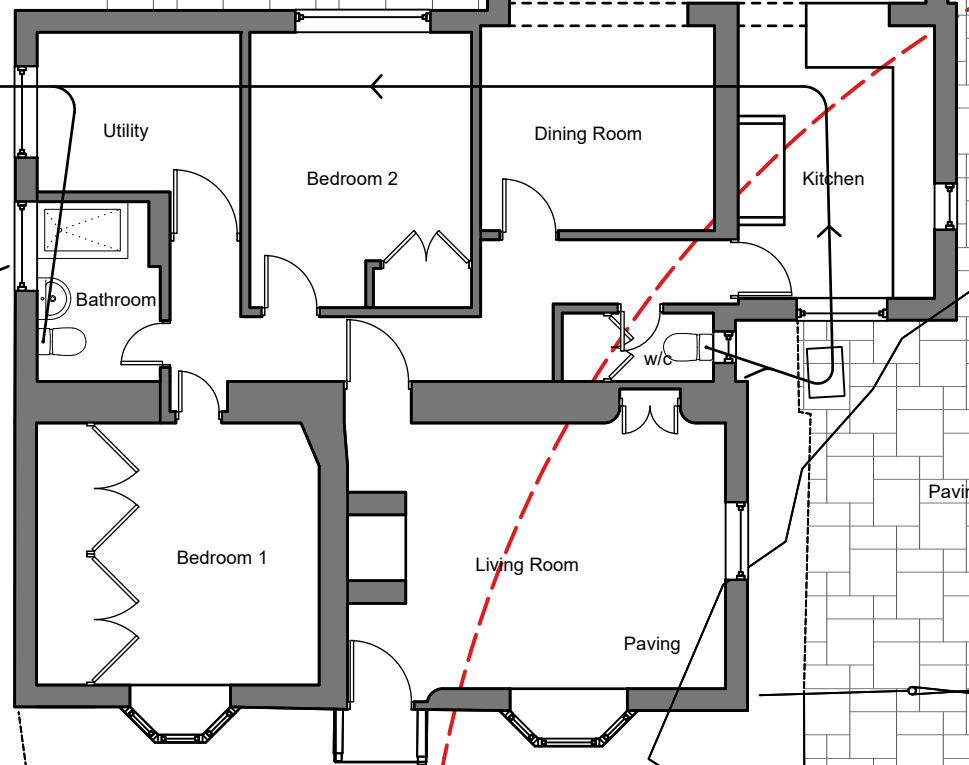 Utility
Dining Room
Bedroom 2
Kitchen
Bathroom
w/c
Pavin
Bedroom 1
Living Room
Paving